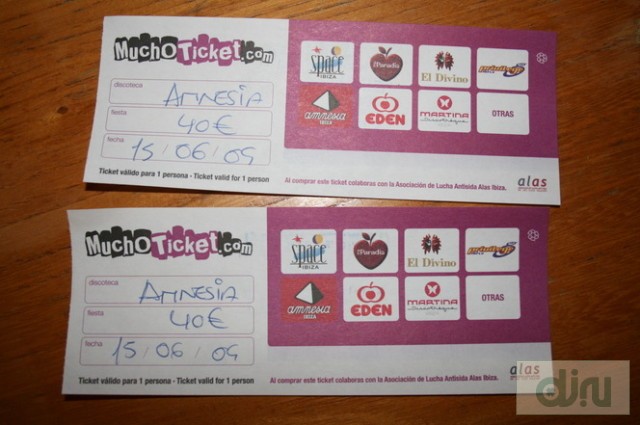 MuchoTicket.com
discoteca
AMNESIA
fiesta
40€
fecha
15/06/09
Ticket válido para 1 persona - Ticket valid for 1 person
space
IBIZA
Paradis
El Divino
amnesia
IBIZA
EDEN
MARTINA
discotheque
OTRAS
Al comprar este ticket colaboras con la Asociación de Lucha Antisida Alas Ibiza.
alas
MuchoTicket.com
discoteca
AMNESIA
fiesta
40€
fecha
15/06/09
Ticket válido para 1 persona - Ticket valid for 1 person
space
IBIZA
Paradis
El Divino
amnesia
IBIZA
EDEN
MARTINA
OTRAS
Al comprar este ticket colaboras con la Asociación de Lucha Antisida Alas Ibiza.
alas
dj.ru